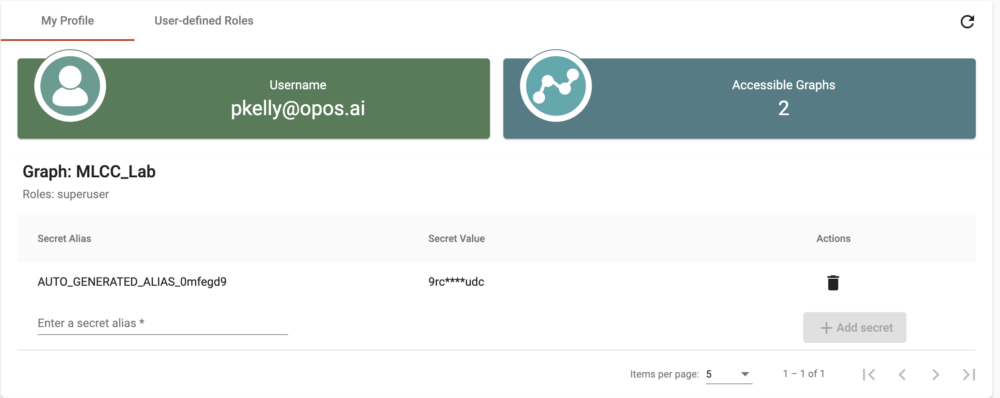 My Profile
User-defined Roles
Username
pkelly@opos.ai
Accessible Graphs
2
Graph: MLCC_Lab
Roles: superuser
Secret Alias Secret Value Actions
AUTO_GENERATED_ALIAS_0mfegd9 9rc****udc
Enter a secret alias *
Add secret
Items per page: 5 1 – 1 of 1